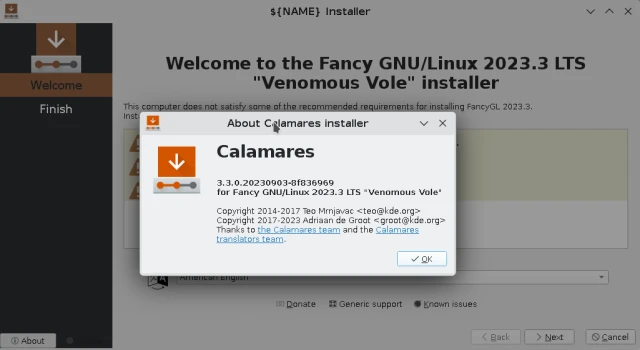 ${NAME} Installer
Welcome to the Fancy GNU/Linux 2023.3 LTS
"Venomous Vole" installer
Welcome
Finish
This computer does not satisfy some of the recommended requirements for installing FancyGL 2023.3.
About Calamares installer
Calamares
3.3.0.20230903-8f836969
for Fancy GNU/Linux 2023.3 LTS "Venomous Vole"
Copyright 2014-2017 Teo Mrnjavac <teo@kde.org>
Copyright 2017-2023 Adriaan de Groot <groot@kde.org>
Thanks to the Calamares team and the Calamares
translators team.
OK
American English
Donate Generic support Known issues
About
Back Next Cancel